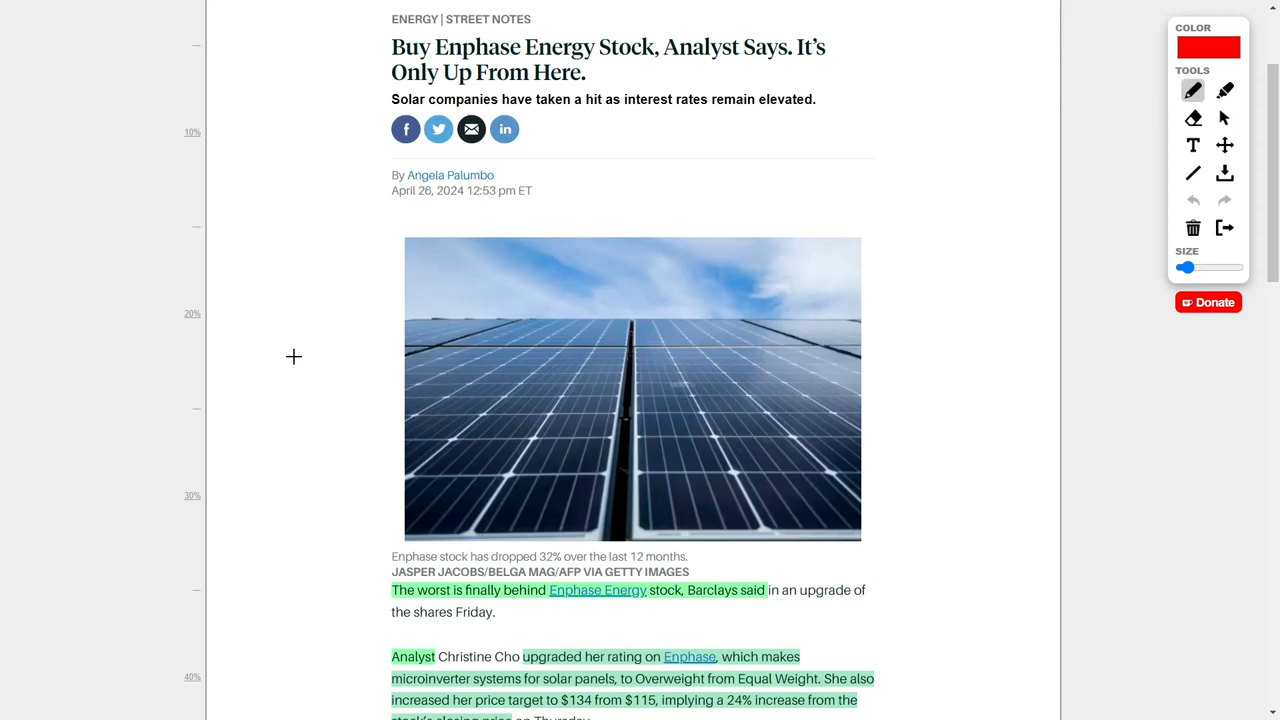 ENERGY | STREET NOTES
Buy Enphase Energy Stock, Analyst Says. It’s
Only Up From Here.
Solar companies have taken a hit as interest rates remain elevated.
By Angela Palumbo
April 26, 2024 12:53 pm ET
Enphase stock has dropped 32% over the last 12 months.
JASPER JACOBS/BELGA MAG/AFP VIA GETTY IMAGES
The worst is finally behind Enphase Energy stock, Barclays said in an upgrade of
the shares Friday.
Analyst Christine Cho upgraded her rating on Enphase, which makes
microinverter systems for solar panels, to Overweight from Equal Weight. She also
increased her price target to $134 from $115, implying a 24% increase from the
stock’s closing price on Thursday.
10%
20%
30%
40%
COLOR
TOOLS
SIZE
Donate